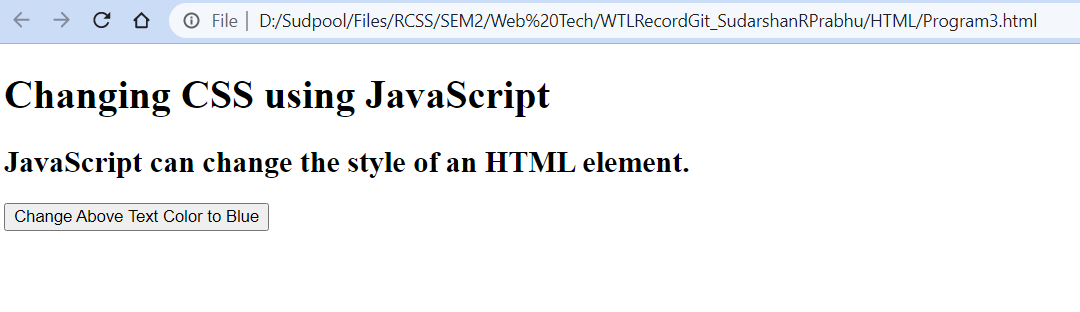 File D:/Sudpool/Files/RCSS/SEM2/Web%20Tech/WTLRecordGit_SudarshanRPrabhu/HTML/Program3.html
Changing CSS using JavaScript
JavaScript can change the style of an HTML element.
Change Above Text Color to Blue